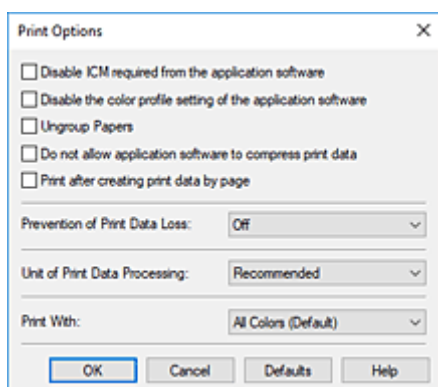 Print Options
Disable ICM required from the application software
Disable the color profile setting of the application software
Ungroup Papers
Do not allow application software to compress print data
Print after creating print data by page
Prevention of Print Data Loss: Off
Unit of Print Data Processing: Recommended
Print With: All Colors (Default)
OK Cancel Defaults Help